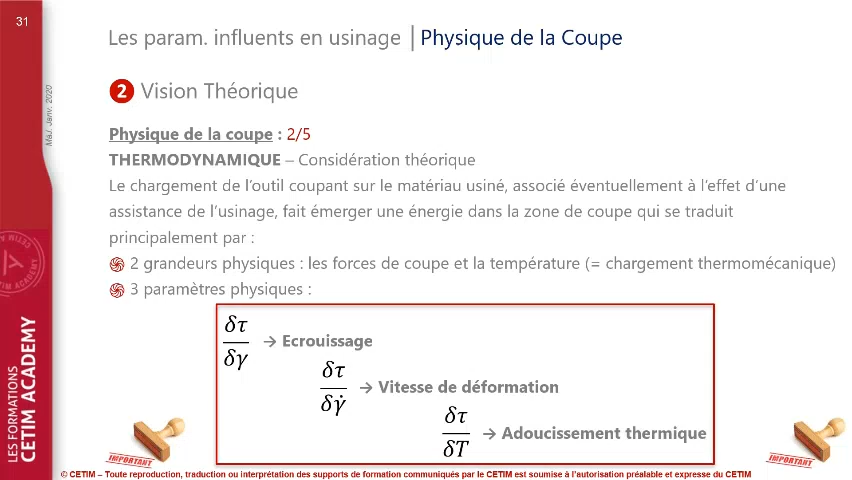 31
Les param. influents en usinage | Physique de la Coupe
Maj. Janv. 2020
2 Vision Théorique
Physique de la coupe : 2/5
THERMODYNAMIQUE – Considération théorique
Le chargement de l'outil coupant sur le matériau usiné, associé éventuellement à l'effet d'une
assistance de l'usinage, fait émerger une énergie dans la zone de coupe qui se traduit
principalement par :
2 grandeurs physiques : les forces de coupe et la température (= chargement thermomécanique)
3 paramètres physiques :
δτ/δγ → Ecrouissage
δτ/δγ̇ → Vitesse de déformation
δτ/δT → Adoucissement thermique
CETIM ACADEMY
LES FORMATIONS
CETIM ACADEMY
IMPORTANT
IMPORTANT
© CETIM – Toute reproduction, traduction ou interprétation des supports de formation communiqués par le CETIM est soumise à l'autorisation préalable et expresse du CETIM